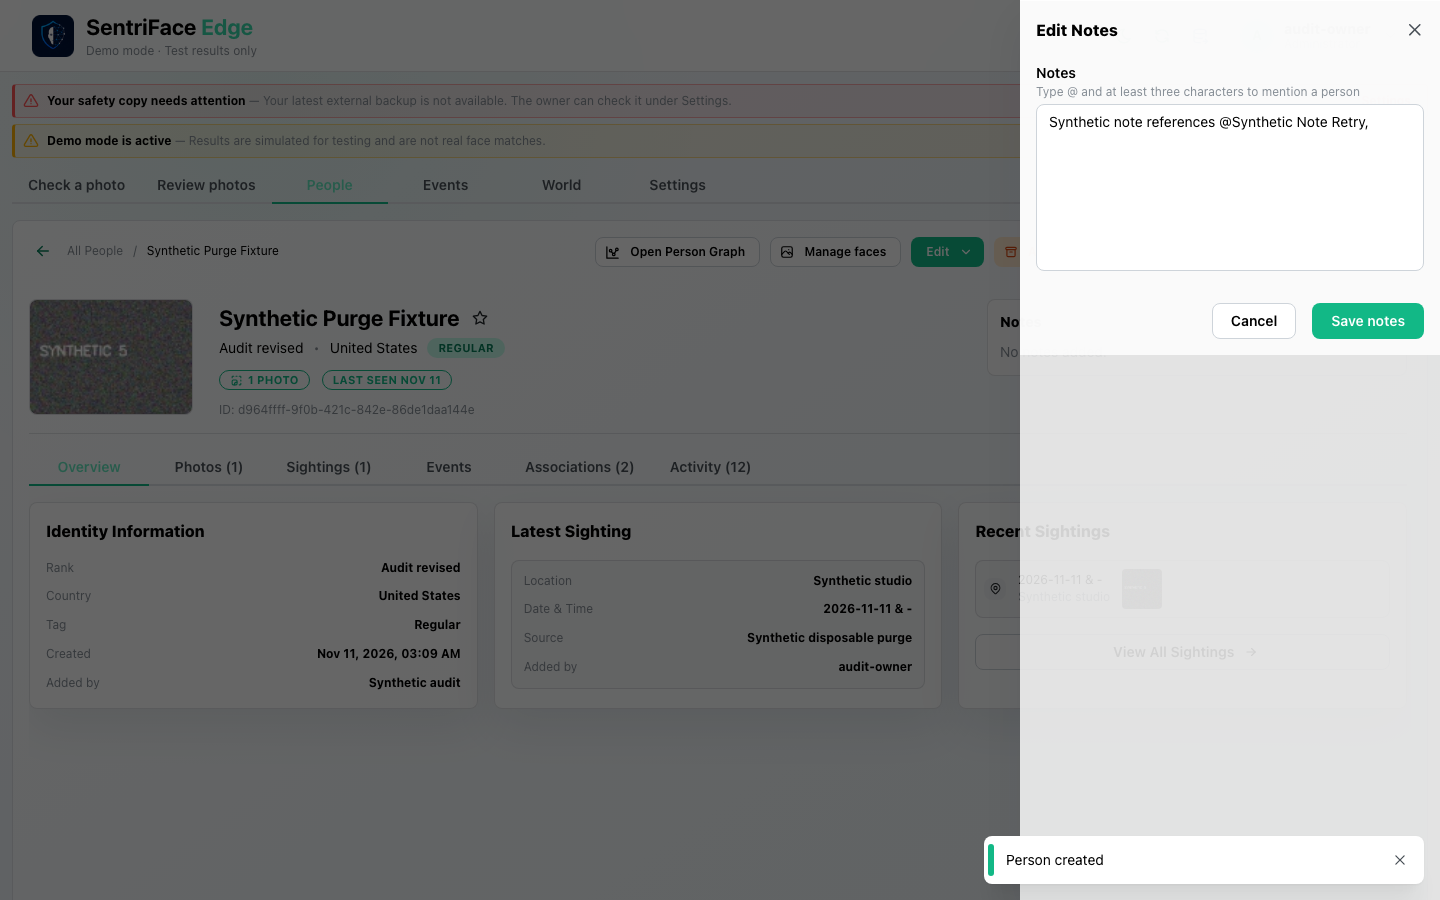 SentriFace Edge
Demo mode · Test results only
Your safety copy needs attention — Your latest external backup is not available. The owner can check it under Settings.
Demo mode is active — Results are simulated for testing and are not real face matches.
Check a photo
Review photos
People
Events
World
Settings
All People / Synthetic Purge Fixture
Open Person Graph
Manage faces
Edit
SYNTHETIC 5
Synthetic Purge Fixture
Audit revised • United States REGULAR
1 PHOTO
LAST SEEN NOV 11
ID: d964ffff-9f0b-421c-842e-86de1daa144e
Overview
Photos (1)
Sightings (1)
Events
Associations (2)
Activity (12)
Identity Information
Rank Audit revised
Country United States
Tag Regular
Created Nov 11, 2026, 03:09 AM
Added by Synthetic audit
Latest Sighting
Location Synthetic studio
Date & Time 2026-11-11 & -
Source Synthetic disposable purge
Added by audit-owner
Recent Sightings
2026-11-11 & -
Synthetic studio
View All Sightings
Edit Notes
Notes
Type @ and at least three characters to mention a person
Synthetic note references @Synthetic Note Retry,
Cancel
Save notes
Person created